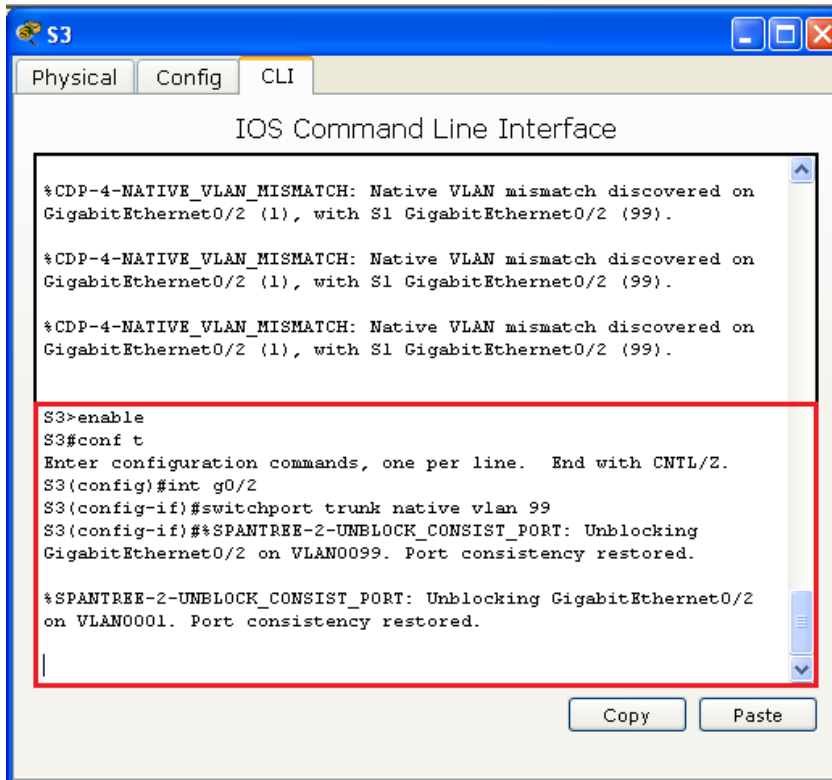 S3
Physical Config CLI
IOS Command Line Interface
%CDP-4-NATIVE_VLAN_MISMATCH: Native VLAN mismatch discovered on
GigabitEthernet0/2 (1), with S1 GigabitEthernet0/2 (99).
%CDP-4-NATIVE_VLAN_MISMATCH: Native VLAN mismatch discovered on
GigabitEthernet0/2 (1), with S1 GigabitEthernet0/2 (99).
%CDP-4-NATIVE_VLAN_MISMATCH: Native VLAN mismatch discovered on
GigabitEthernet0/2 (1), with S1 GigabitEthernet0/2 (99).
S3>enable
S3#conf t
Enter configuration commands, one per line.  End with CNTL/Z.
S3(config)#int g0/2
S3(config-if)#switchport trunk native vlan 99
S3(config-if)#%SPANTREE-2-UNBLOCK_CONSIST_PORT: Unblocking
GigabitEthernet0/2 on VLAN0099. Port consistency restored.
%SPANTREE-2-UNBLOCK_CONSIST_PORT: Unblocking GigabitEthernet0/2
on VLAN0001. Port consistency restored.
Copy Paste